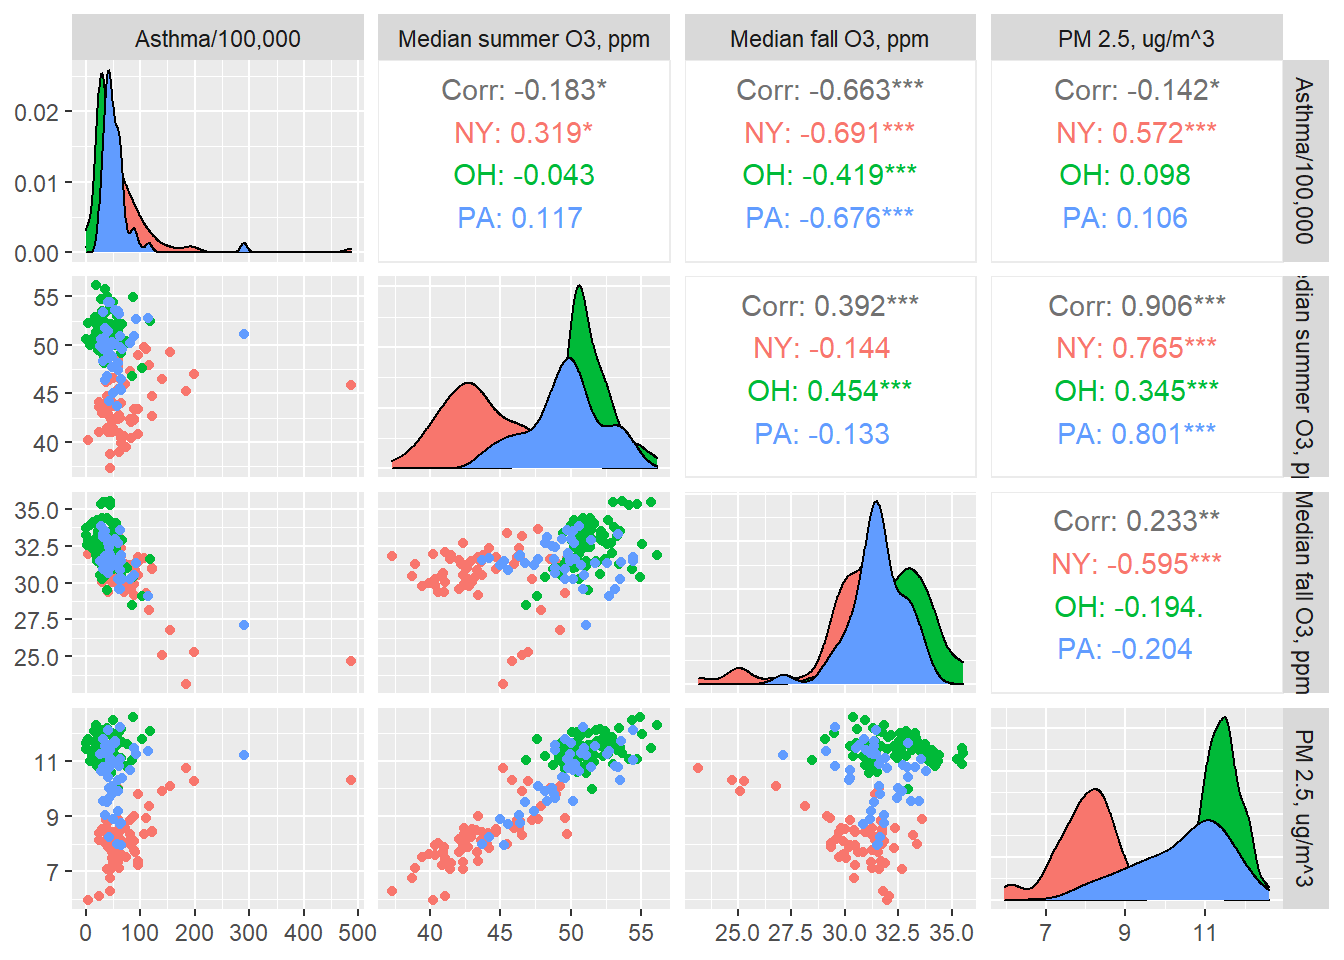 Asthma/100,000
Median summer O3, ppm
Median fall O3, ppm
PM 2.5, ug/m^3
0.02
0.01
0.00
Corr: -0.183*
NY: 0.319*
OH: -0.043
PA: 0.117
Corr: -0.663***
NY: -0.691***
OH: -0.419***
PA: -0.676***
Corr: -0.142*
NY: 0.572***
OH: 0.098
PA: 0.106
Asthma/100,000
55
50
45
40
Corr: 0.392***
NY: -0.144
OH: 0.454***
PA: -0.133
Corr: 0.906***
NY: 0.765***
OH: 0.345***
PA: 0.801***
edian summer O3, p
35.0
32.5
30.0
27.5
25.0
Corr: 0.233**
NY: -0.595***
OH: -0.194.
PA: -0.204
Median fall O3, ppm
11
9
7
PM 2.5, ug/m^3
0 100 200 300 400 500
40 50
25.0 27.5 30.0 32.5 35.0
7 9 11